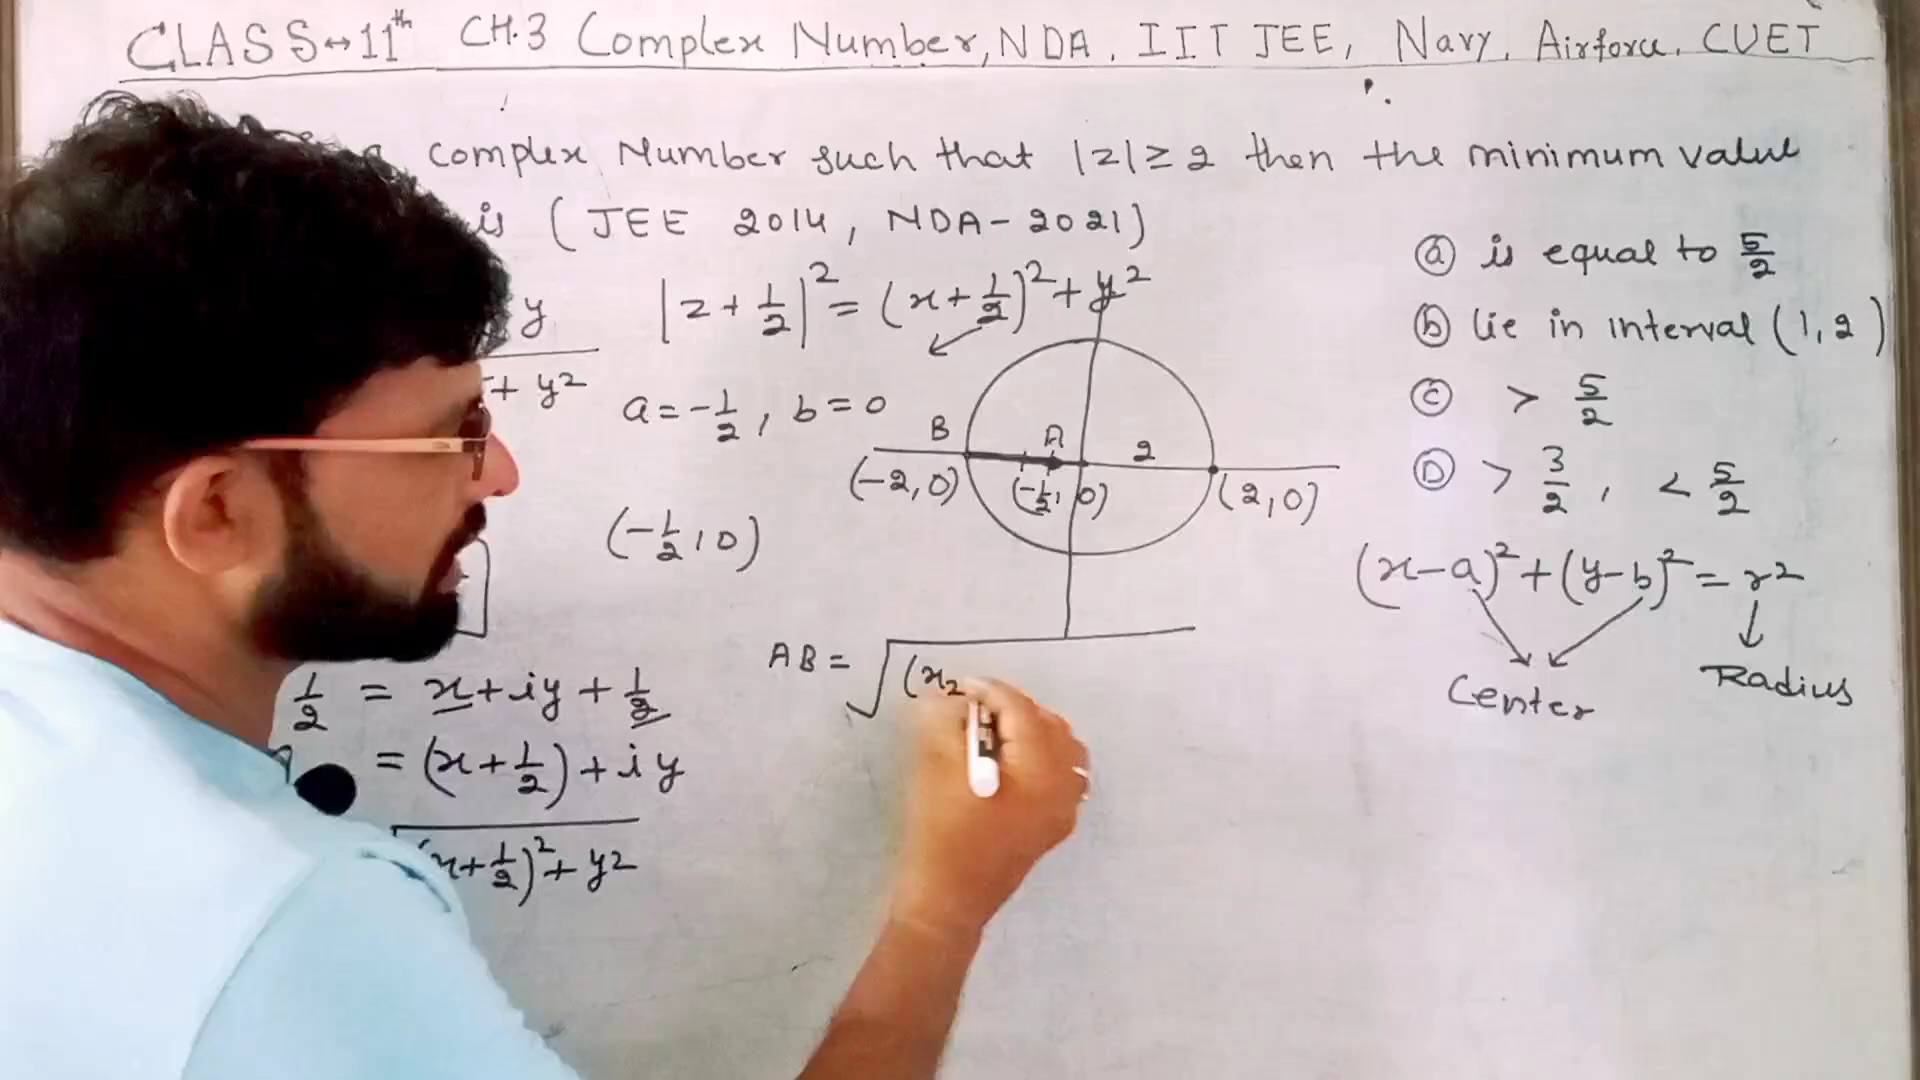 CLASS↔11th CH.3 Complex Number, NDA, IIT JEE, Navy, Airforce, CUET
complex Number such that |z| ≥ 2 then the minimum value
is (JEE 2014, NDA-2021)
y
+ y²
|z + 1/2|² = (x + 1/2)² + y²
a = -1/2, b = 0
(-1/2, 0)
B
A
2
(-2, 0)
(-1/2, 0)
(2, 0)
ⓐ is equal to 5/2
ⓑ lie in interval (1, 2)
ⓒ > 5/2
Ⓓ > 3/2, < 5/2
(x-a)² + (y-b)² = r²
Center
Radius
1/2 = x + iy + 1/2
= (x + 1/2) + iy
(x + 1/2)² + y²
AB = √(x₂